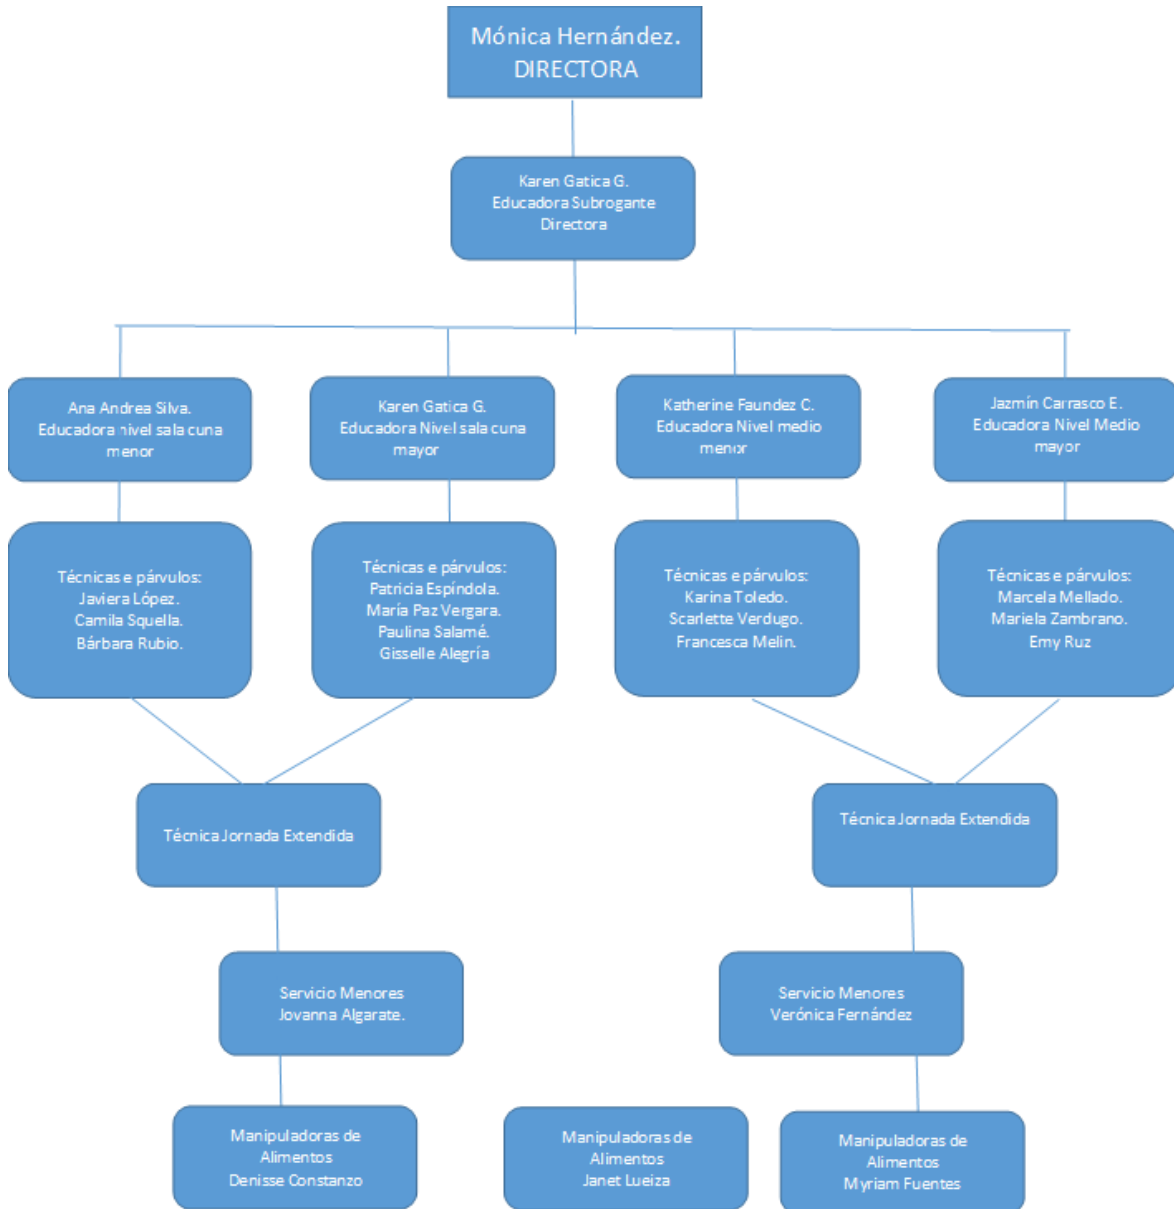 Mónica Hernández.
DIRECTORA
Karen Gatica G.
Educadora Subrogante
Directora
Ana Andrea Silva.
Educadora nivel sala cuna
menor
Karen Gatica G.
Educadora Nivel sala cuna
mayor
Katherine Faundez C.
Educadora Nivel medio
menor
Jazmín Carrasco E.
Educadora Nivel Medio
mayor
Técnicas e párvulos:
Javiera López.
Camila Squella.
Bárbara Rubio.
Técnicas e párvulos:
Patricia Espíndola.
María Paz Vergara.
Paulina Salamé.
Gisselle Alegría
Técnicas e párvulos:
Karina Toledo.
Scarlette Verdugo.
Francesca Melin.
Técnicas e párvulos:
Marcela Mellado.
Mariela Zambrano.
Emy Ruz
Técnica Jornada Extendida
Técnica Jornada Extendida
Servicio Menores
Jovanna Algarate.
Servicio Menores
Verónica Fernández
Manipuladoras de
Alimentos
Denisse Constanzo
Manipuladoras de
Alimentos
Janet Lueiza
Manipuladoras de
Alimentos
Myriam Fuentes